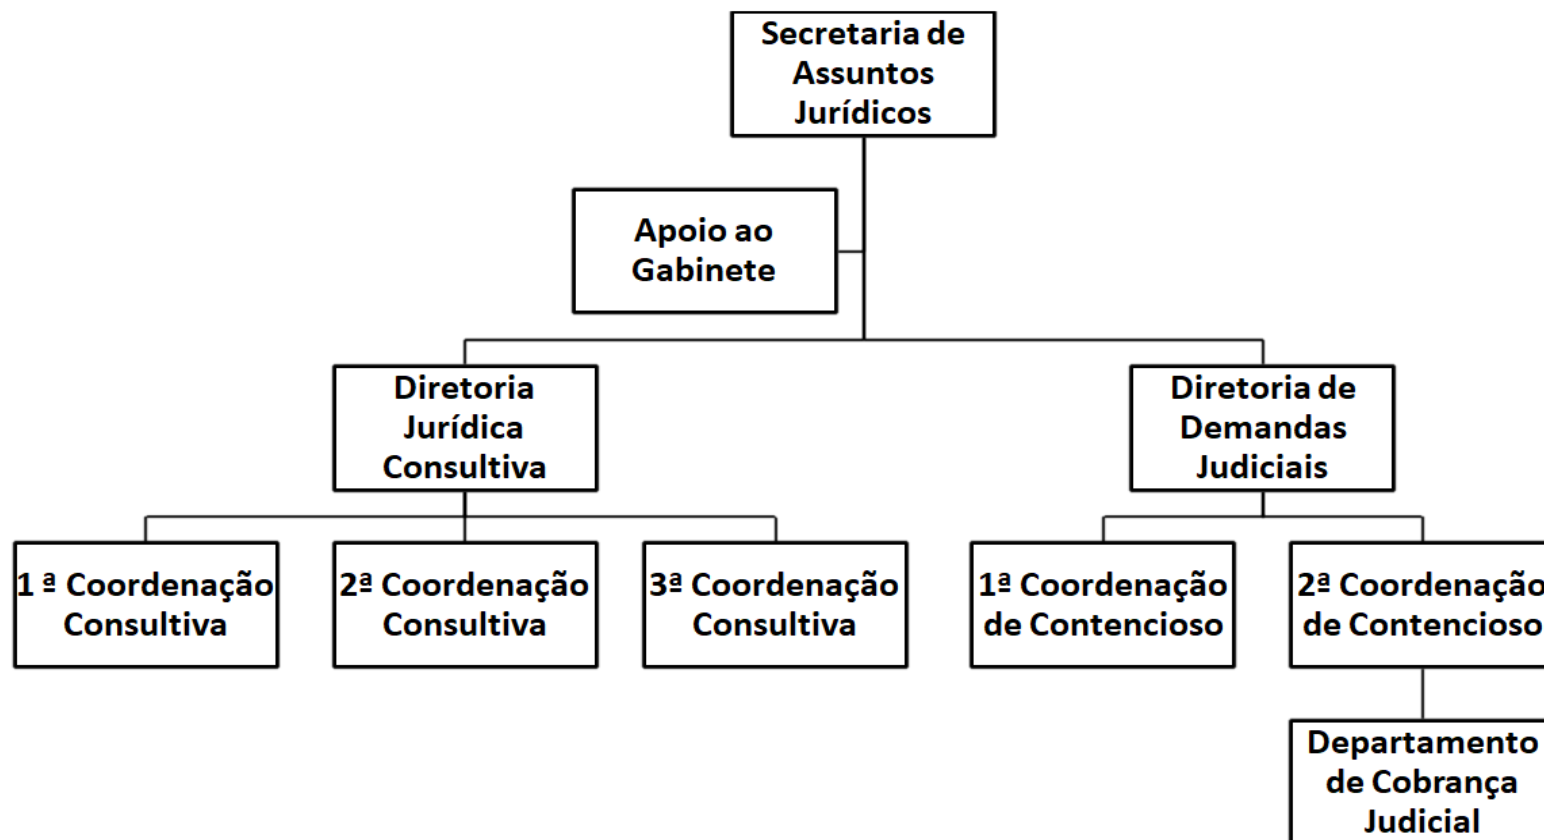 Secretaria de
Assuntos
Jurídicos
Apoio ao
Gabinete
Diretoria
Jurídica
Consultiva
Diretoria de
Demandas
Judiciais
1 ª Coordenação
Consultiva
2ª Coordenação
Consultiva
3ª Coordenação
Consultiva
1ª Coordenação
de Contencioso
2ª Coordenação
de Contencioso
Departamento
de Cobrança
Judicial